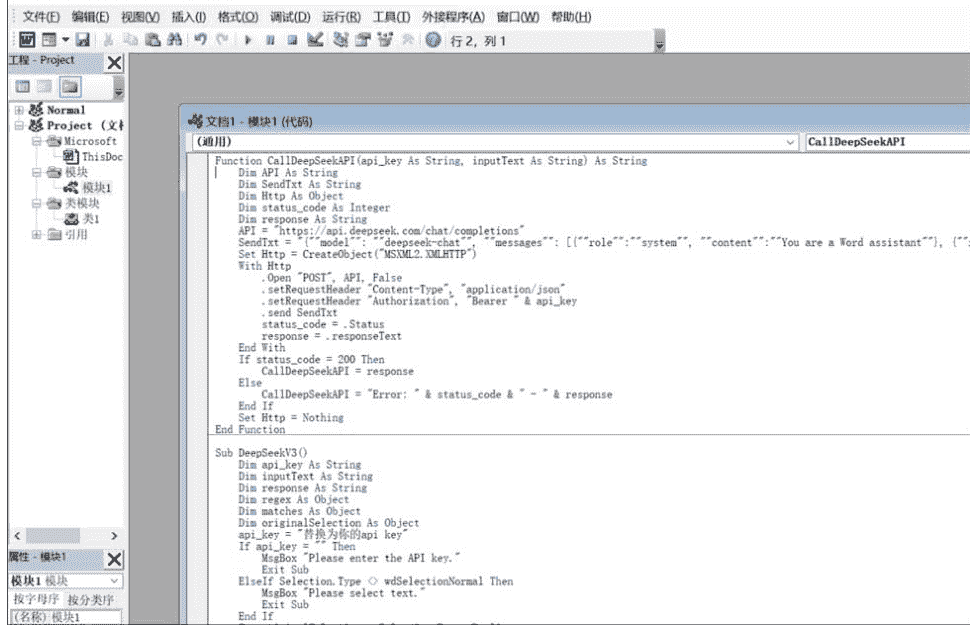 文件(F) 编辑(E) 视图(V) 插入(I) 格式(O) 调试(D) 运行(R) 工具(T) 外接程序(A) 窗口(W) 帮助(H)
行 2, 列 1
工程 - Project
Normal
Project (文
Microsoft
ThisDoc
模块
模块1
类模块
类1
引用
属性 - 模块1
模块1 模块
按字母序 按分类序
(名称) 模块1
文档1 - 模块1 (代码)
(通用) CallDeepSeekAPI
Function CallDeepSeekAPI(api_key As String, inputText As String) As String
Dim API As String
Dim SendTxt As String
Dim Http As Object
Dim status_code As Integer
Dim response As String
API = "https://api.deepseek.com/chat/completions"
SendTxt = "{""model"": ""deepseek-chat"", ""messages"": [{""role"":""system"", ""content"":""You are a Word assistant""}, {""
Set Http = CreateObject("MSXML2.XMLHTTP")
With Http
.Open "POST", API, False
.setRequestHeader "Content-Type", "application/json"
.setRequestHeader "Authorization", "Bearer " & api_key
.send SendTxt
status_code = .Status
response = .responseText
End With
If status_code = 200 Then
CallDeepSeekAPI = response
Else
CallDeepSeekAPI = "Error: " & status_code & " - " & response
End If
Set Http = Nothing
End Function
Sub DeepSeekV3()
Dim api_key As String
Dim inputText As String
Dim response As String
Dim regex As Object
Dim matches As Object
Dim originalSelection As Object
api_key = "替换为你的api key"
If api_key = "" Then
MsgBox "Please enter the API key."
Exit Sub
ElseIf Selection.Type <> wdSelectionNormal Then
MsgBox "Please select text."
Exit Sub
End If